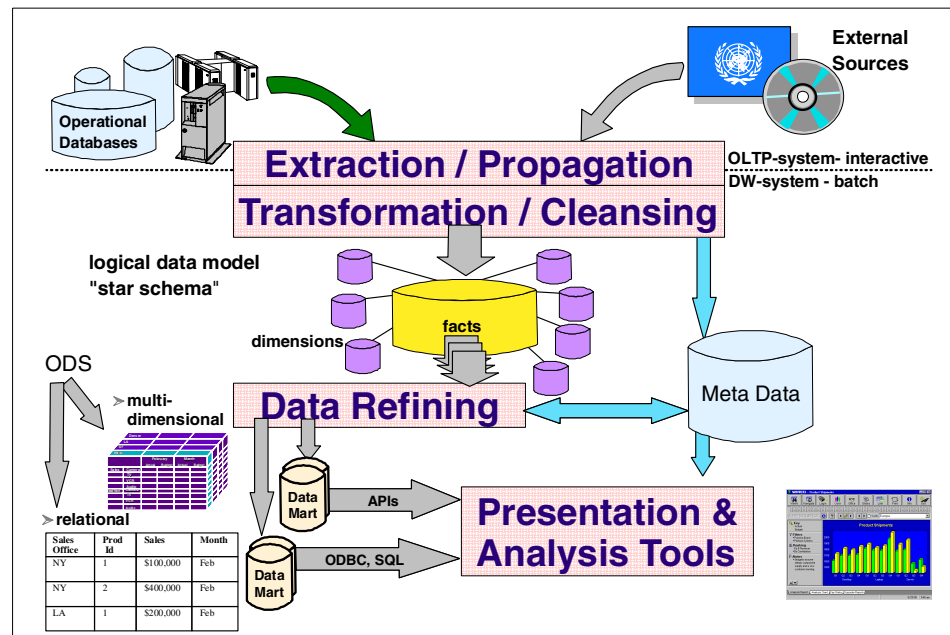 External
Sources
Operational
Databases
Extraction / Propagation
OLTP-system- interactive
DW-system - batch
Transformation / Cleansing
logical data model
"star schema"
facts
dimensions
ODS
multi-
dimensional
Meta Data
Data Refining
February
March
Data
Mart
APIs
Presentation &
Analysis Tools
Product Shipments
relational
Data
Mart
ODBC, SQL
Sales Office
Prod Id
Sales
Month
NY 1 $100,000 Feb
NY 2 $400,000 Feb
LA 1 $200,000 Feb